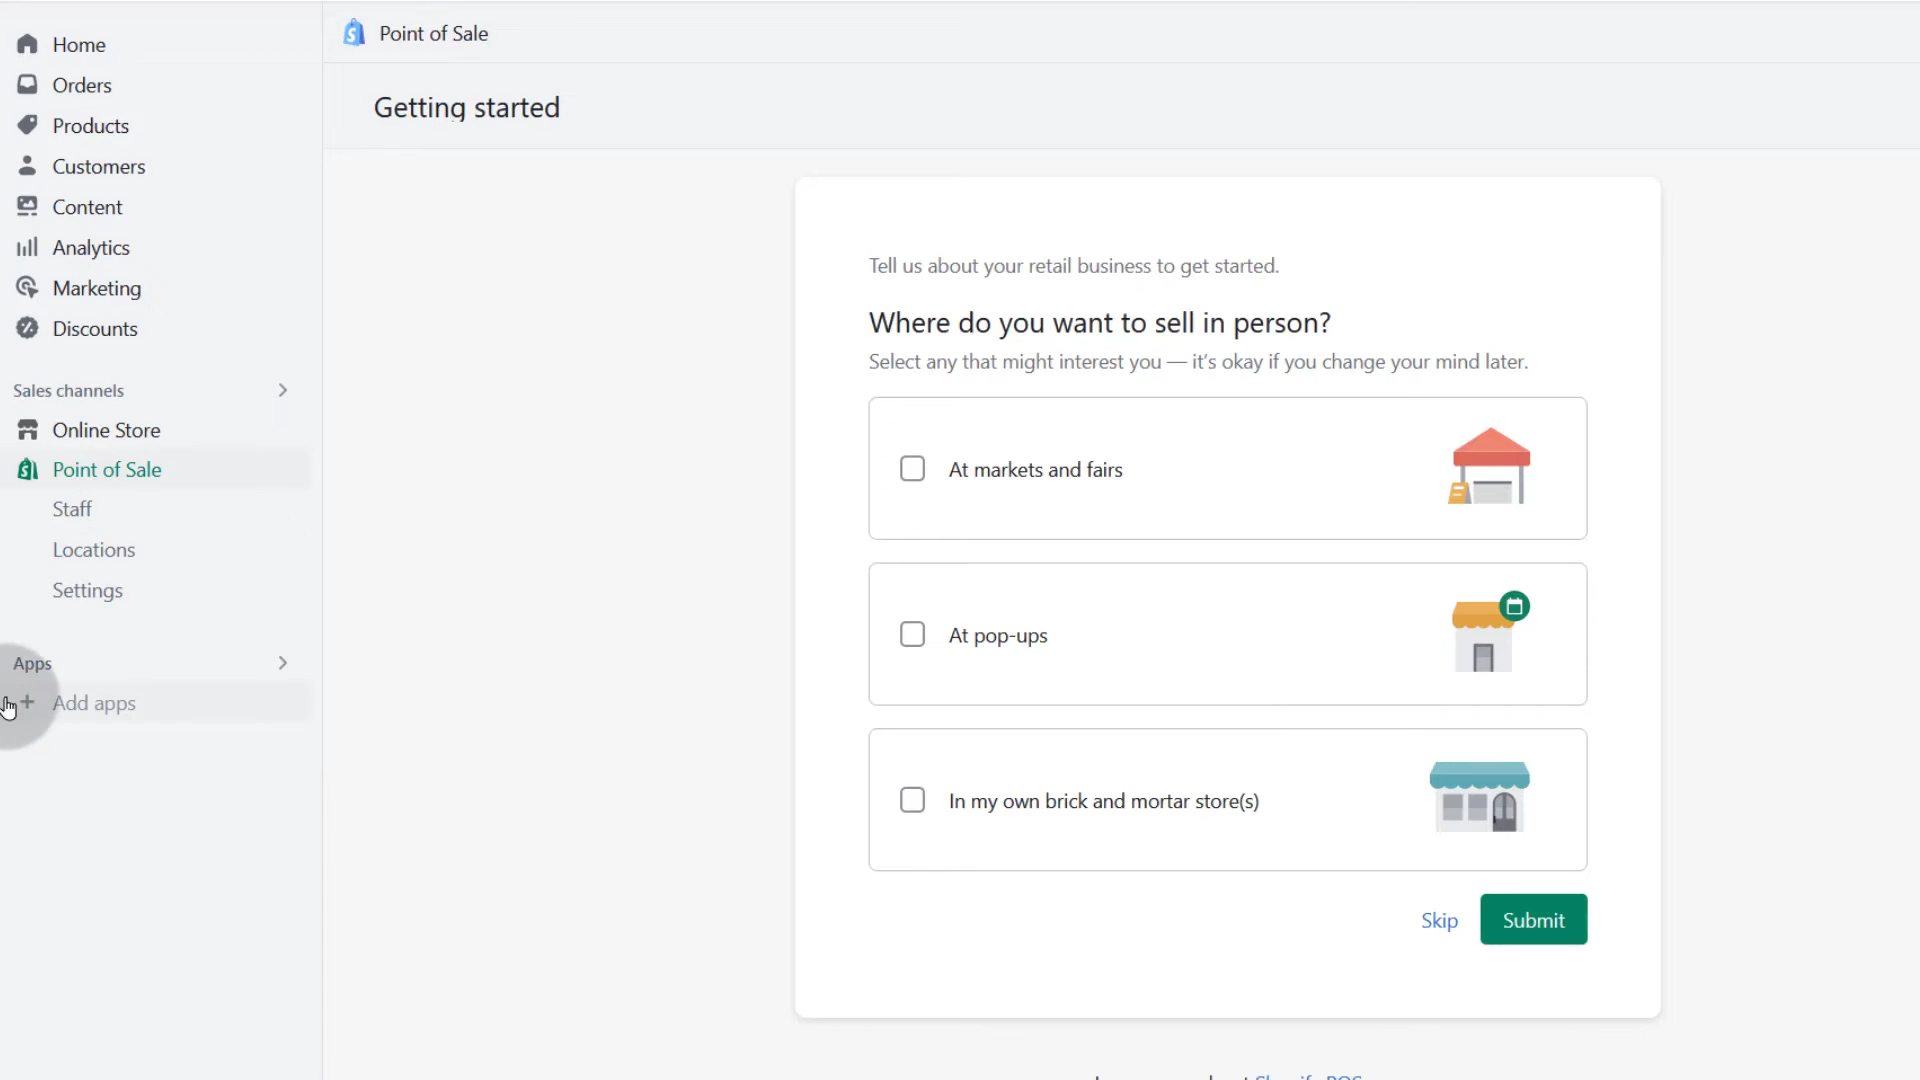 Home
Orders
Products
Customers
Content
Analytics
Marketing
Discounts
Sales channels
Online Store
Point of Sale
Staff
Locations
Settings
Apps
Add apps
Point of Sale
Getting started
Tell us about your retail business to get started.
Where do you want to sell in person?
Select any that might interest you — it's okay if you change your mind later.
At markets and fairs
At pop-ups
In my own brick and mortar store(s)
Skip
Submit
Shopify POS